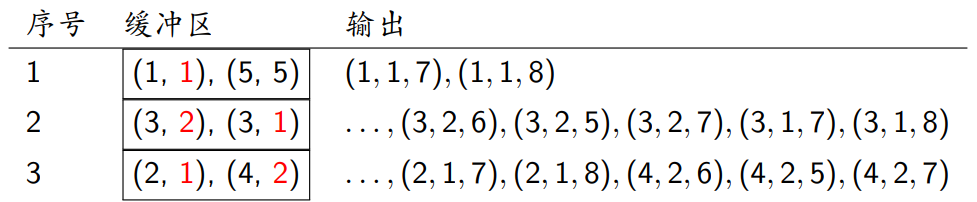 序号 缓冲区 输出
1 (1, 1), (5, 5) (1, 1, 7), (1, 1, 8)
2 (3, 2), (3, 1) ..., (3, 2, 6), (3, 2, 5), (3, 2, 7), (3, 1, 7), (3, 1, 8)
3 (2, 1), (4, 2) ..., (2, 1, 7), (2, 1, 8), (4, 2, 6), (4, 2, 5), (4, 2, 7)